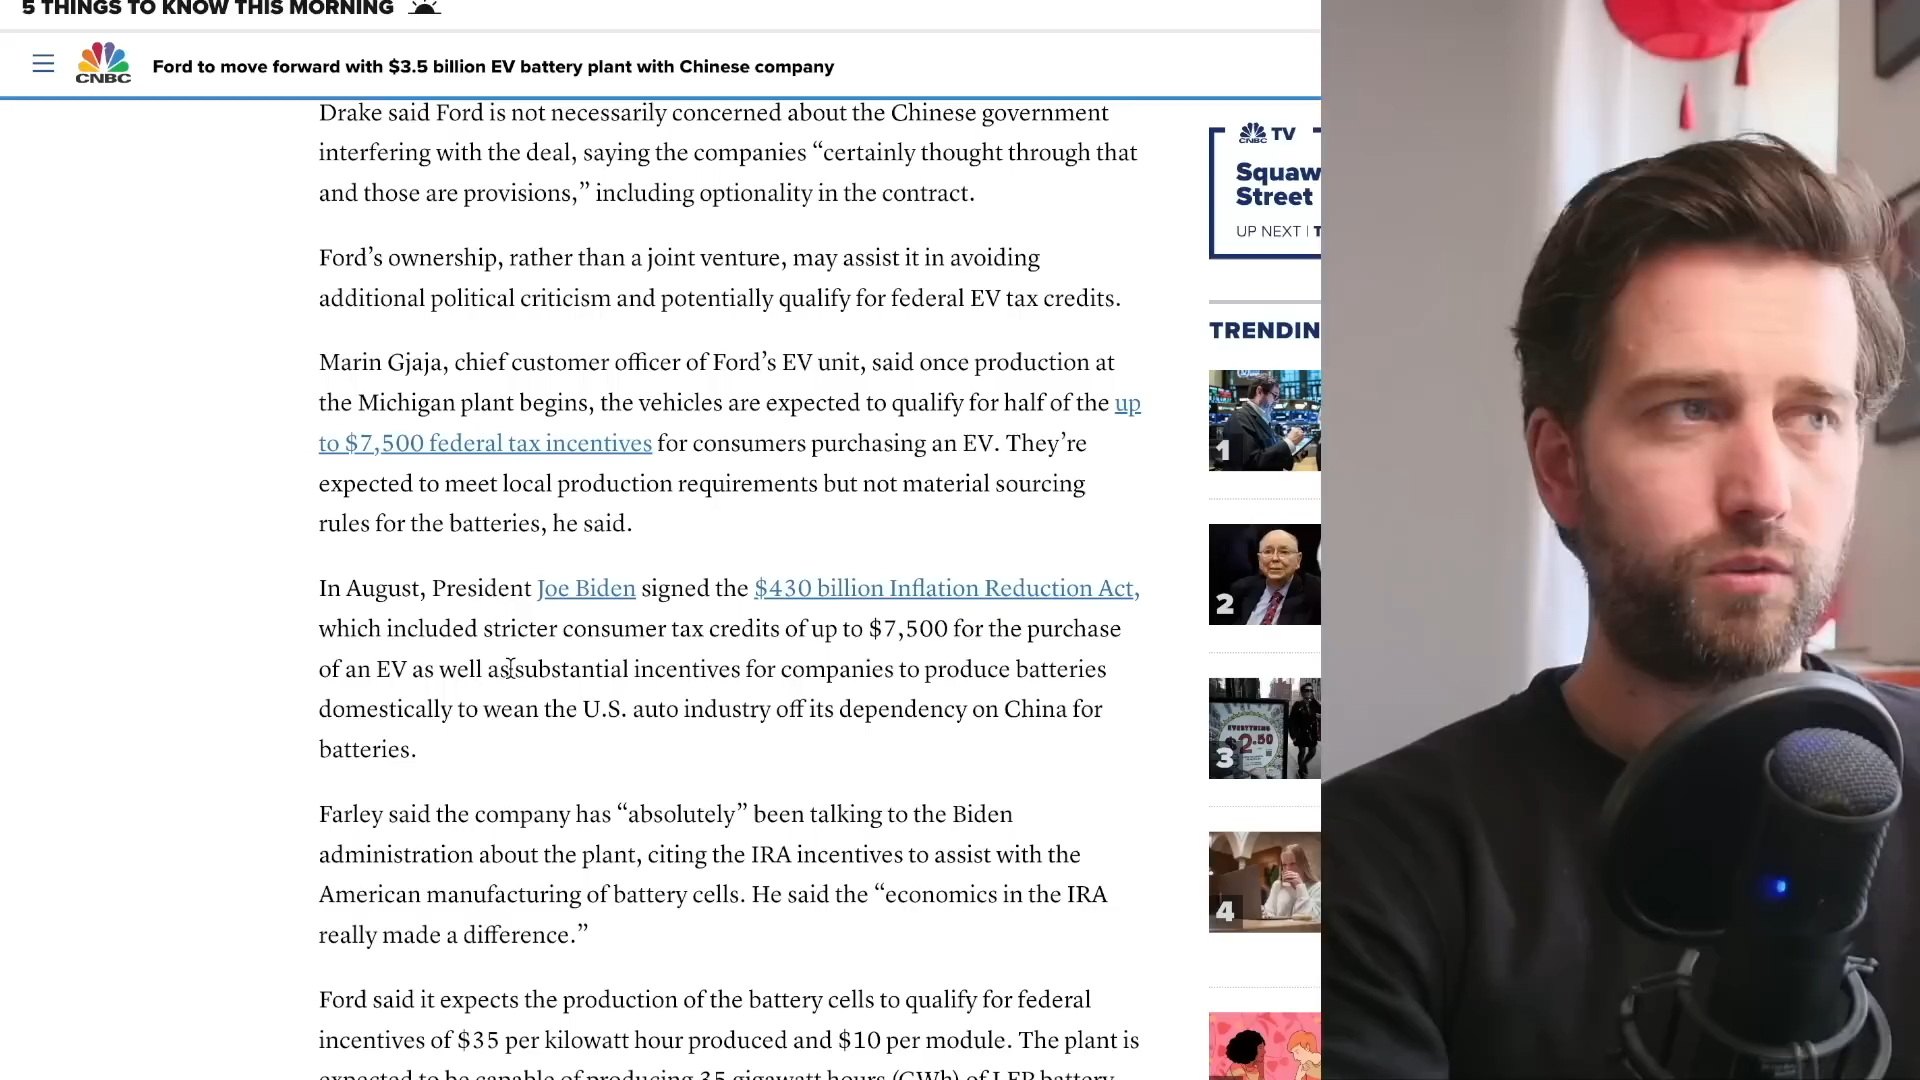 5 THINGS TO KNOW THIS MORNING
CNBC
Ford to move forward with $3.5 billion EV battery plant with Chinese company
Drake said Ford is not necessarily concerned about the Chinese government
interfering with the deal, saying the companies “certainly thought through that
and those are provisions,” including optionality in the contract.
Ford’s ownership, rather than a joint venture, may assist it in avoiding
additional political criticism and potentially qualify for federal EV tax credits.
Marin Gjaja, chief customer officer of Ford’s EV unit, said once production at
the Michigan plant begins, the vehicles are expected to qualify for half of the up
to $7,500 federal tax incentives for consumers purchasing an EV. They’re
expected to meet local production requirements but not material sourcing
rules for the batteries, he said.
In August, President Joe Biden signed the $430 billion Inflation Reduction Act,
which included stricter consumer tax credits of up to $7,500 for the purchase
of an EV as well as substantial incentives for companies to produce batteries
domestically to wean the U.S. auto industry off its dependency on China for
batteries.
Farley said the company has “absolutely” been talking to the Biden
administration about the plant, citing the IRA incentives to assist with the
American manufacturing of battery cells. He said the “economics in the IRA
really made a difference.”
Ford said it expects the production of the battery cells to qualify for federal
incentives of $35 per kilowatt hour produced and $10 per module. The plant is
expected to be capable of producing 35 gigawatt hours (GWh) of LFP battery
CNBC TV
Squaw
Street
UP NEXT | T
TRENDIN
1
2
EVERYTHING
$2.50
3
4